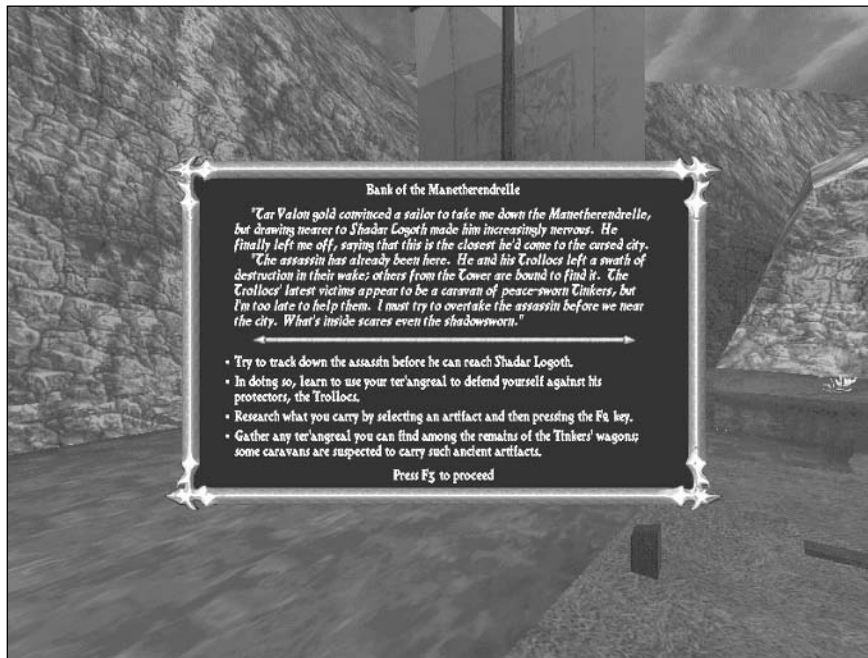 Bank of the Manetherendrelle
"Tar Valon gold convinced a sailor to take me down the Manetherendrelle,
but drawing nearer to Shadar Logoth made him increasingly nervous. He
finally left me off, saying that this is the closest he'd come to the cursed city.
"The assassin has already been here. He and his Trollocs left a swath of
destruction in their wake; others from the Tower are bound to find it. The
Trollocs' latest victims appear to be a caravan of peace-sworn Tinkers, but
I'm too late to help them. I must try to overtake the assassin before we near
the city. What's inside scares even the shadowsworn."
• Try to track down the assassin before he can reach Shadar Logoth.
• In doing so, learn to use your ter'angreal to defend yourself against his
protectors, the Trollocs.
• Research what you carry by selecting an artifact and then pressing the F2 key.
• Gather any ter'angreal you can find among the remains of the Tinkers' wagons;
some caravans are suspected to carry such ancient artifacts.
Press F3 to proceed